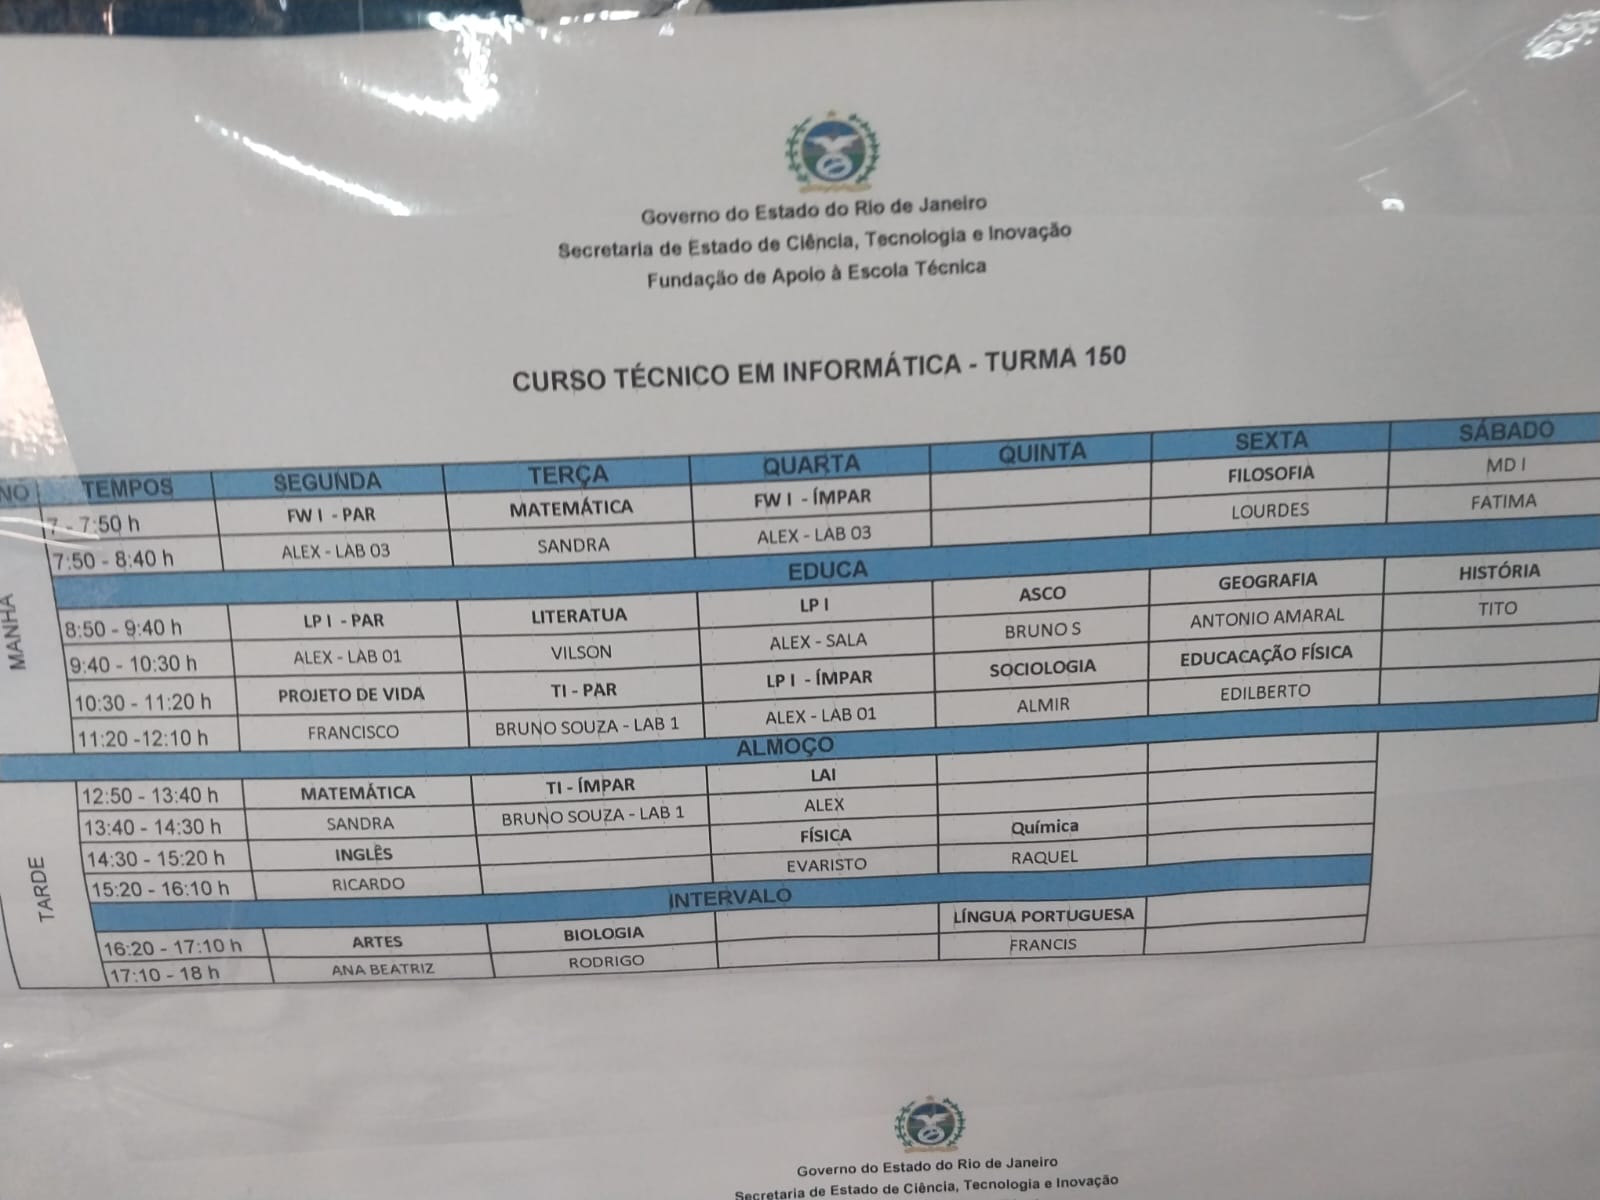 Governo do Estado do Rio de Janeiro
Secretaria de Estado de Ciência, Tecnologia e Inovação
Fundação de Apoio à Escola Técnica
CURSO TÉCNICO EM INFORMÁTICA - TURMA 150
NO TEMPOS SEGUNDA TERÇA QUARTA QUINTA SEXTA SÁBADO
MANHÃ
7 - 7:50 h FW I - PAR MATEMÁTICA FW I - ÍMPAR FILOSOFIA MD I
7:50 - 8:40 h ALEX - LAB 03 SANDRA ALEX - LAB 03 LOURDES FATIMA
EDUCA
8:50 - 9:40 h LP I - PAR LITERATUA LP I ASCO GEOGRAFIA HISTÓRIA
9:40 - 10:30 h ALEX - LAB 01 VILSON ALEX - SALA BRUNO S ANTONIO AMARAL TITO
10:30 - 11:20 h PROJETO DE VIDA TI - PAR LP I - ÍMPAR SOCIOLOGIA EDUCACAÇÃO FÍSICA
11:20 -12:10 h FRANCISCO BRUNO SOUZA - LAB 1 ALEX - LAB 01 ALMIR EDILBERTO
ALMOÇO
TARDE
12:50 - 13:40 h MATEMÁTICA TI - ÍMPAR LAI
13:40 - 14:30 h SANDRA BRUNO SOUZA - LAB 1 ALEX
14:30 - 15:20 h INGLÊS FÍSICA Química
15:20 - 16:10 h RICARDO EVARISTO RAQUEL
INTERVALO
16:20 - 17:10 h ARTES BIOLOGIA LÍNGUA PORTUGUESA
17:10 - 18 h ANA BEATRIZ RODRIGO FRANCIS
Governo do Estado do Rio de Janeiro
Secretaria de Estado de Ciência, Tecnologia e Inovação